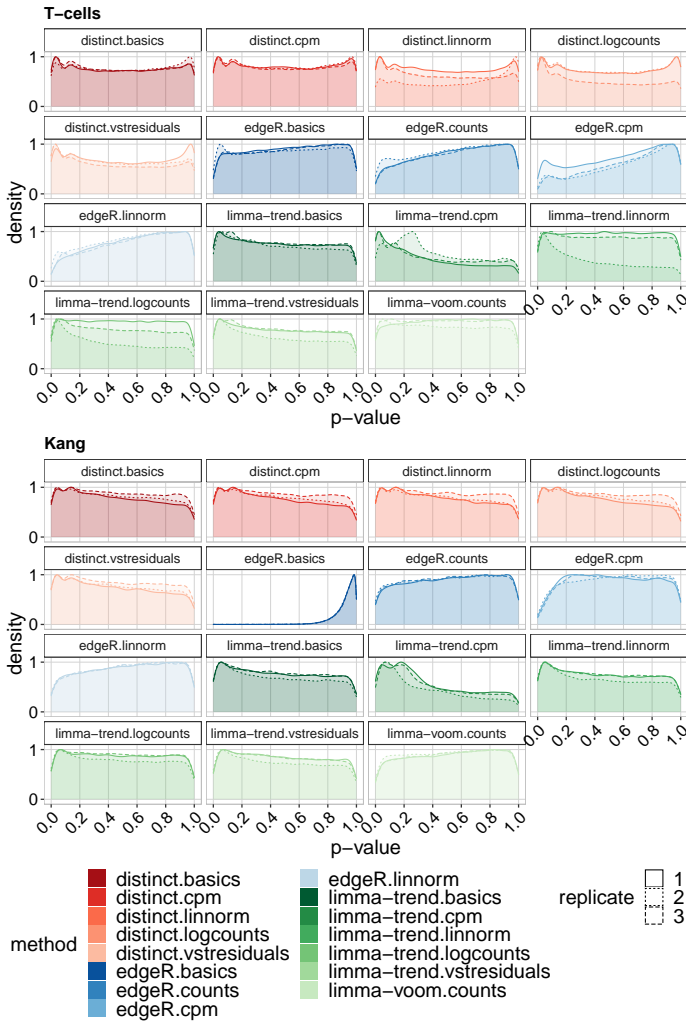 T−cells
distinct.basics distinct.cpm distinct.linnorm distinct.logcounts
1
0
distinct.vstresiduals edgeR.basics edgeR.counts edgeR.cpm
1
0
edgeR.linnorm limma−trend.basics limma−trend.cpm limma−trend.linnorm
1
0
limma−trend.logcounts limma−trend.vstresiduals limma−voom.counts
1
0
density
0.0 0.2 0.4 0.6 0.8 1.0
0.0 0.2 0.4 0.6 0.8 1.0 0.0 0.2 0.4 0.6 0.8 1.0 0.0 0.2 0.4 0.6 0.8 1.0
p−value
Kang
distinct.basics distinct.cpm distinct.linnorm distinct.logcounts
1
0
distinct.vstresiduals edgeR.basics edgeR.counts edgeR.cpm
1
0
edgeR.linnorm limma−trend.basics limma−trend.cpm limma−trend.linnorm
1
0
limma−trend.logcounts limma−trend.vstresiduals limma−voom.counts
1
0
density
0.0 0.2 0.4 0.6 0.8 1.0
0.0 0.2 0.4 0.6 0.8 1.0 0.0 0.2 0.4 0.6 0.8 1.0 0.0 0.2 0.4 0.6 0.8 1.0
p−value
method
distinct.basics
distinct.cpm
distinct.linnorm
distinct.logcounts
distinct.vstresiduals
edgeR.basics
edgeR.counts
edgeR.cpm
edgeR.linnorm
limma−trend.basics
limma−trend.cpm
limma−trend.linnorm
limma−trend.logcounts
limma−trend.vstresiduals
limma−voom.counts
replicate
1
2
3